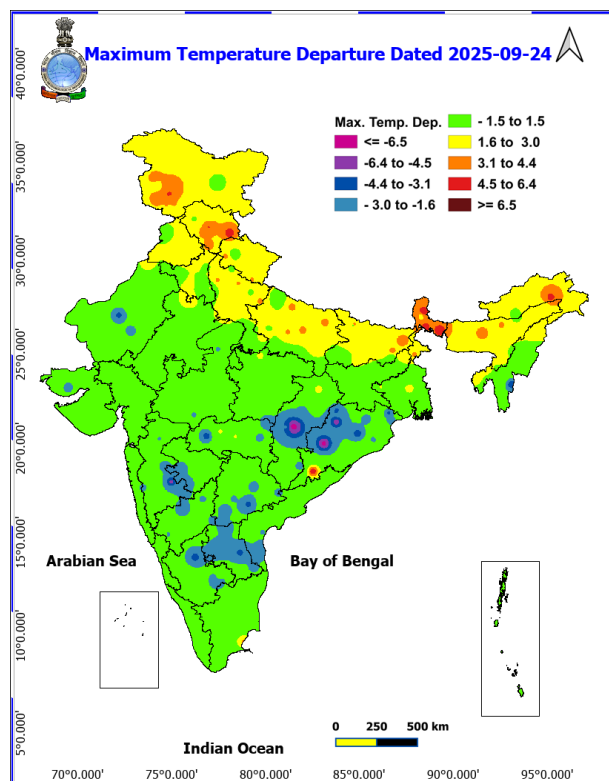 Maximum Temperature Departure Dated 2025-09-24
Max. Temp. Dep.
<= -6.5
-6.4 to -4.5
-4.4 to -3.1
- 3.0 to -1.6
- 1.5 to 1.5
1.6 to 3.0
3.1 to 4.4
4.5 to 6.4
>= 6.5
40°0.000'
35°0.000'
30°0.000'
25°0.000'
20°0.000'
15°0.000'
10°0.000'
5°0.000'
Arabian Sea
Bay of Bengal
Indian Ocean
0 250 500 km
70°0.000' 75°0.000' 80°0.000' 85°0.000' 90°0.000' 95°0.000'